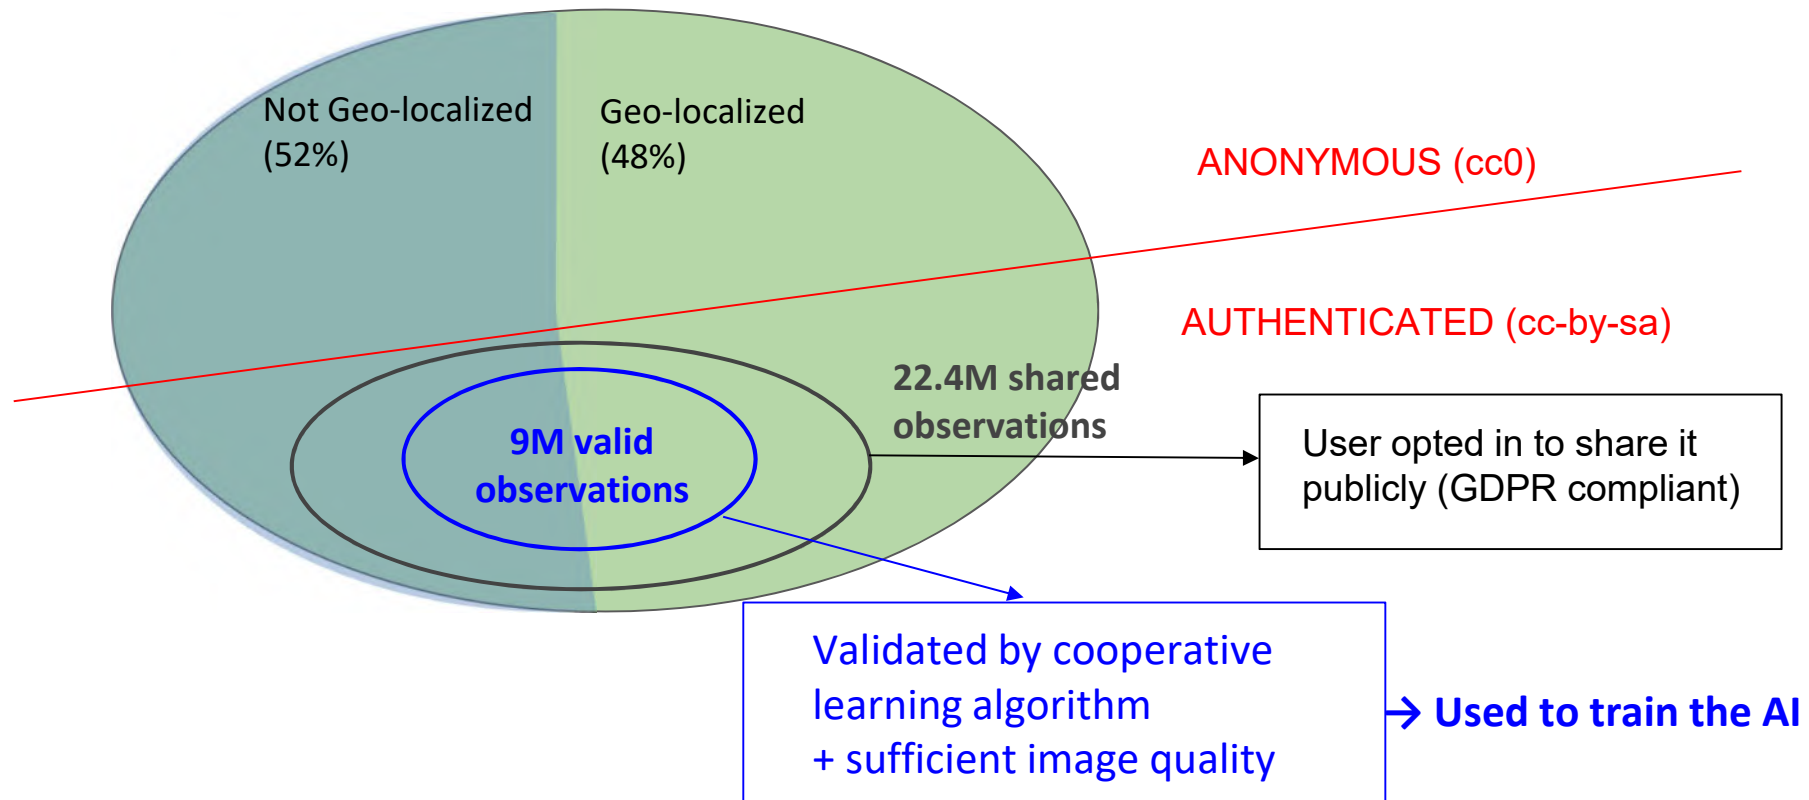 Not Geo-localized
(52%)
Geo-localized
(48%)
ANONYMOUS (cc0)
AUTHENTICATED (cc-by-sa)
22.4M shared
observations
9M valid
observations
User opted in to share it
publicly (GDPR compliant)
Validated by cooperative
learning algorithm
+ sufficient image quality
→ Used to train the AI